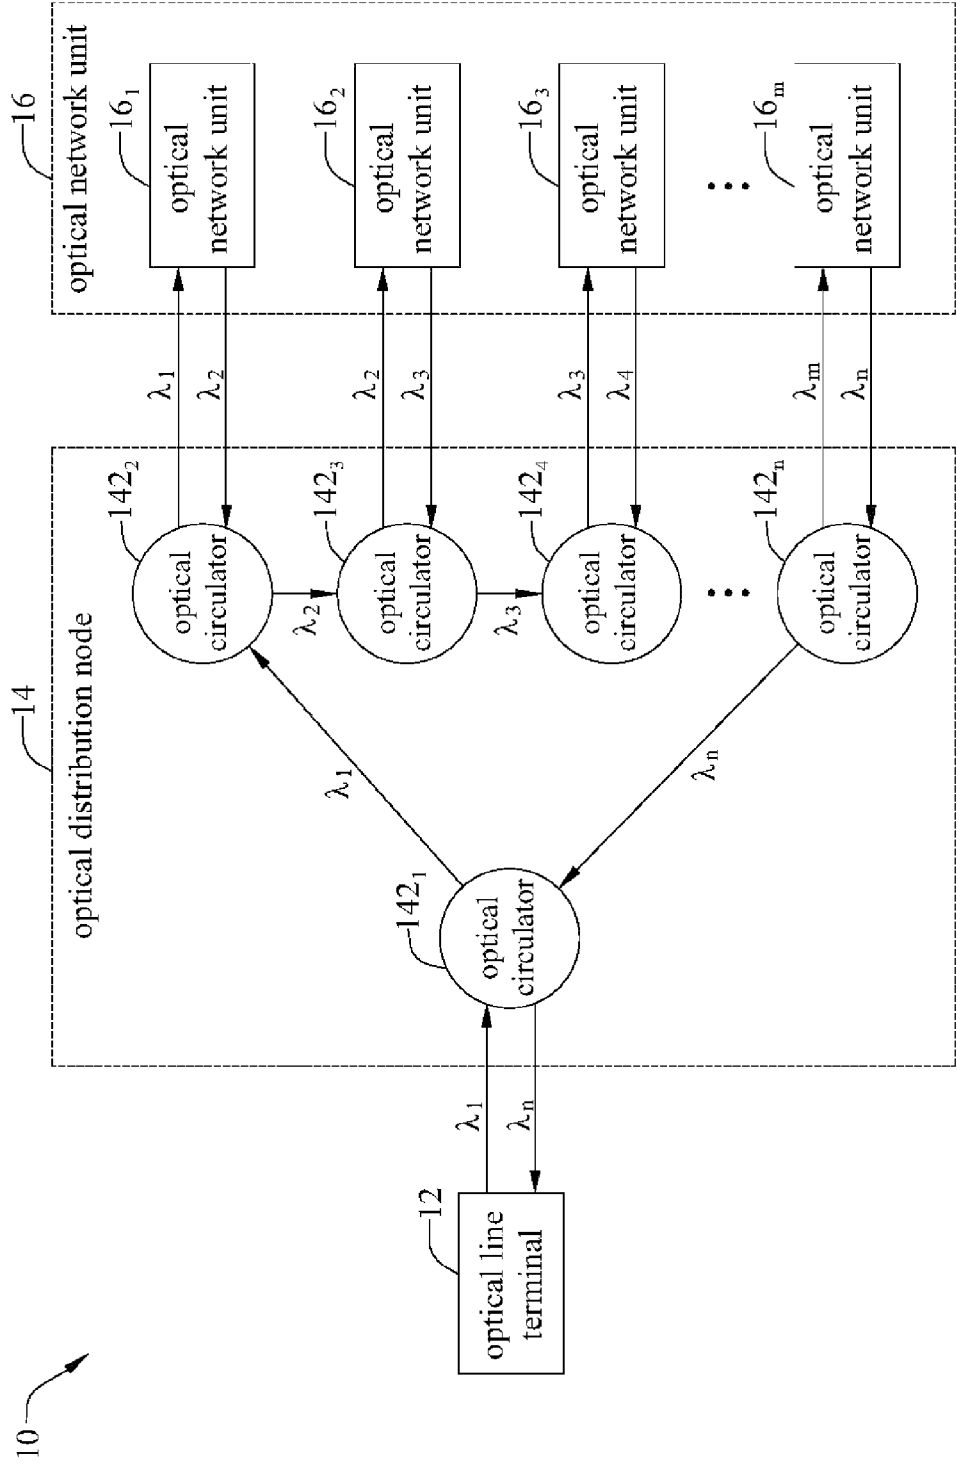 10
14
optical distribution node
16
optical network unit
12
optical line
terminal
λ1
λn
142₁
optical
circulator
λ1
λn
142₂
optical
circulator
λ2
142₃
optical
circulator
λ3
142₄
optical
circulator
142ₙ
optical
circulator
λ1
λ2
λ2
λ3
λ3
λ4
λm
λn
16₁
optical
network unit
16₂
optical
network unit
16₃
optical
network unit
16ₘ
optical
network unit